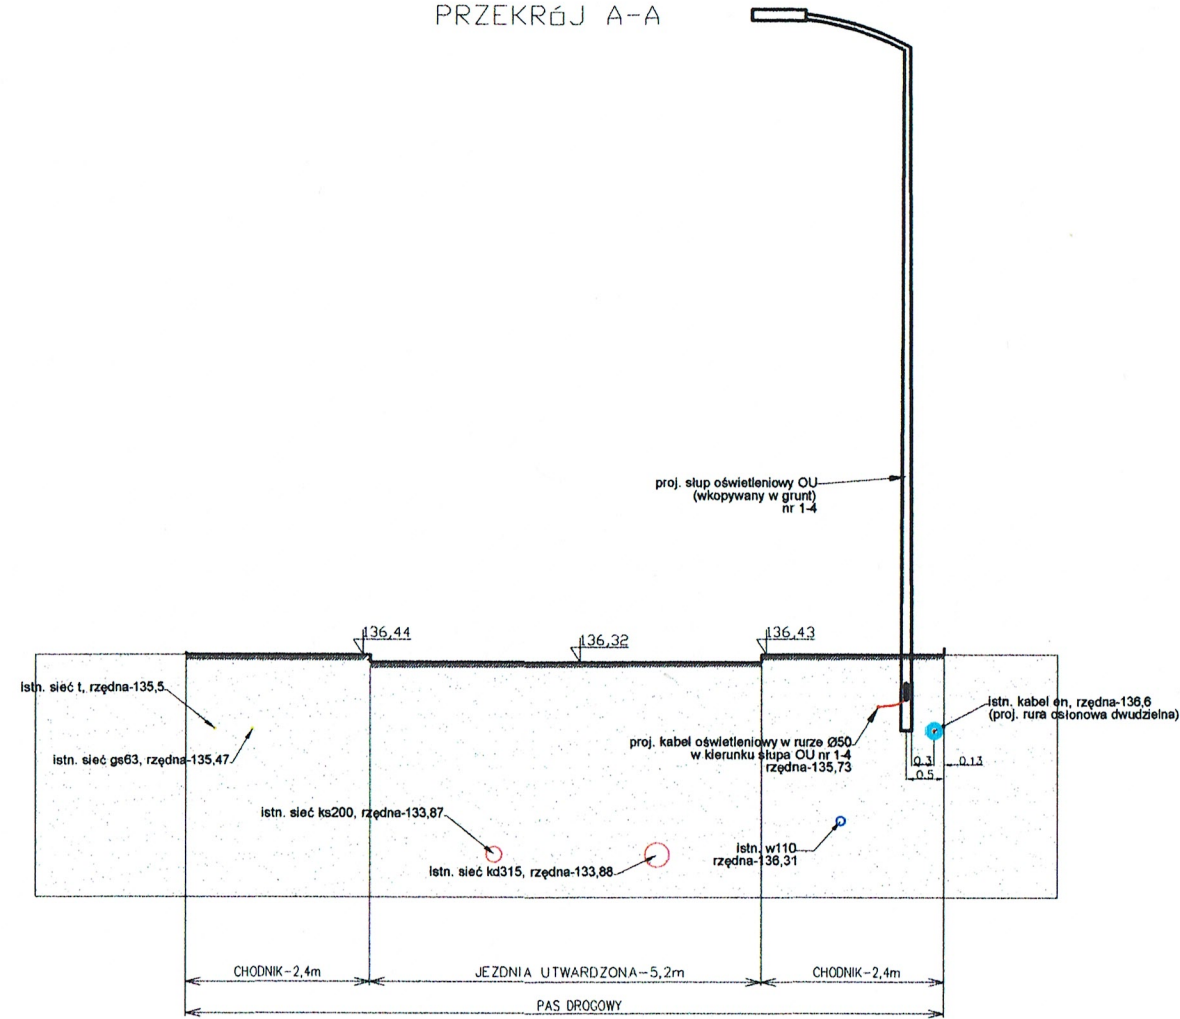 PRZEKRóJ A-A
proj. słup oświetleniowy OU
(wkopywany w grunt)
nr 1-4
136,44
136,32
136,43
istn. sieć t, rzędna-135,5
istn. sieć gs63, rzędna-135,47
istn. kabel en, rzędna-136,6
(proj. rura osłonowa dwudzielna)
proj. kabel oświetleniowy w rurze Ø50
w kierunku słupa OU nr 1-4
rzędna-135,73
0.3
0.13
0.5
istn. sieć ks200, rzędna-133,87
istn. sieć kd315, rzędna-133,88
istn. w110
rzędna-136,31
CHODNIK-2,4m
JEZDNIA UTWARDZONA-5,2m
CHODNIK-2,4m
PAS DROGOWY